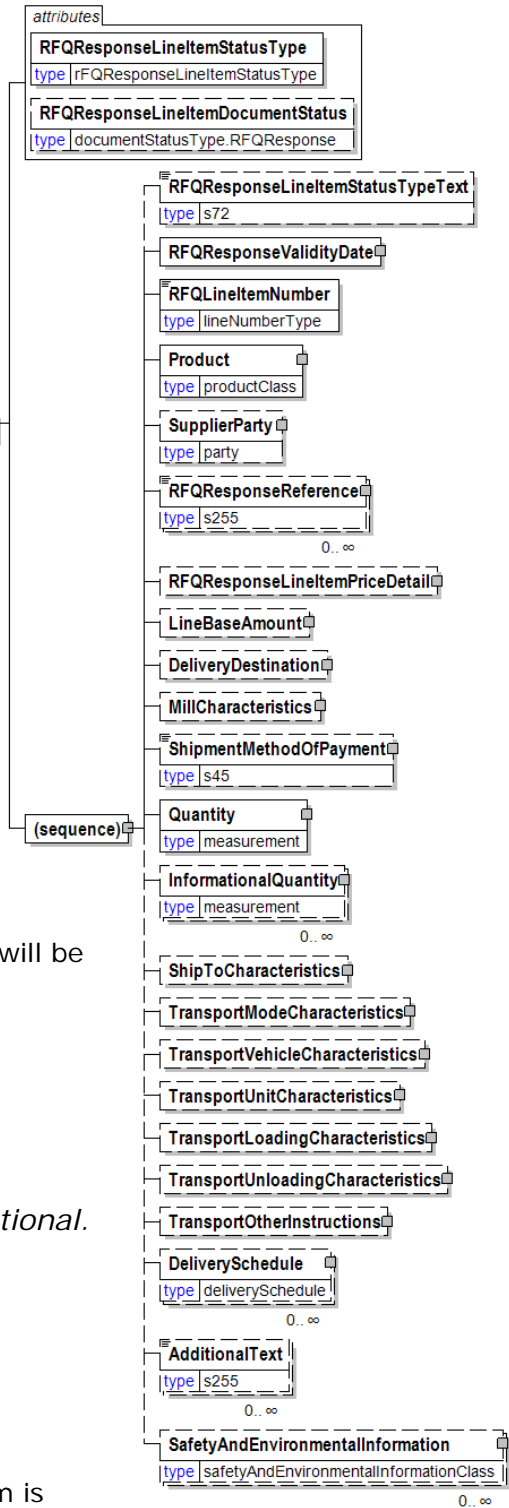 attributes
RFQResponseLineItemStatusType
type rFQResponseLineItemStatusType
RFQResponseLineItemDocumentStatus
type documentStatusType.RFQResponse
RFQResponseLineItemStatusTypeText
type s72
RFQResponseValidityDate
RFQLineItemNumber
type lineNumberType
Product
type productClass
SupplierParty
type party
RFQResponseReference
type s255
0.. ∞
RFQResponseLineItemPriceDetail
LineBaseAmount
DeliveryDestination
MillCharacteristics
ShipmentMethodOfPayment
type s45
(sequence)
Quantity
type measurement
InformationalQuantity
type measurement
0.. ∞
will be
ShipToCharacteristics
TransportModeCharacteristics
TransportVehicleCharacteristics
TransportUnitCharacteristics
TransportLoadingCharacteristics
TransportUnloadingCharacteristics
tional.
TransportOtherInstructions
DeliverySchedule
type deliverySchedule
0.. ∞
AdditionalText
type s255
0.. ∞
SafetyAndEnvironmentalInformation
type safetyAndEnvironmentalInformationClass
0.. ∞
is